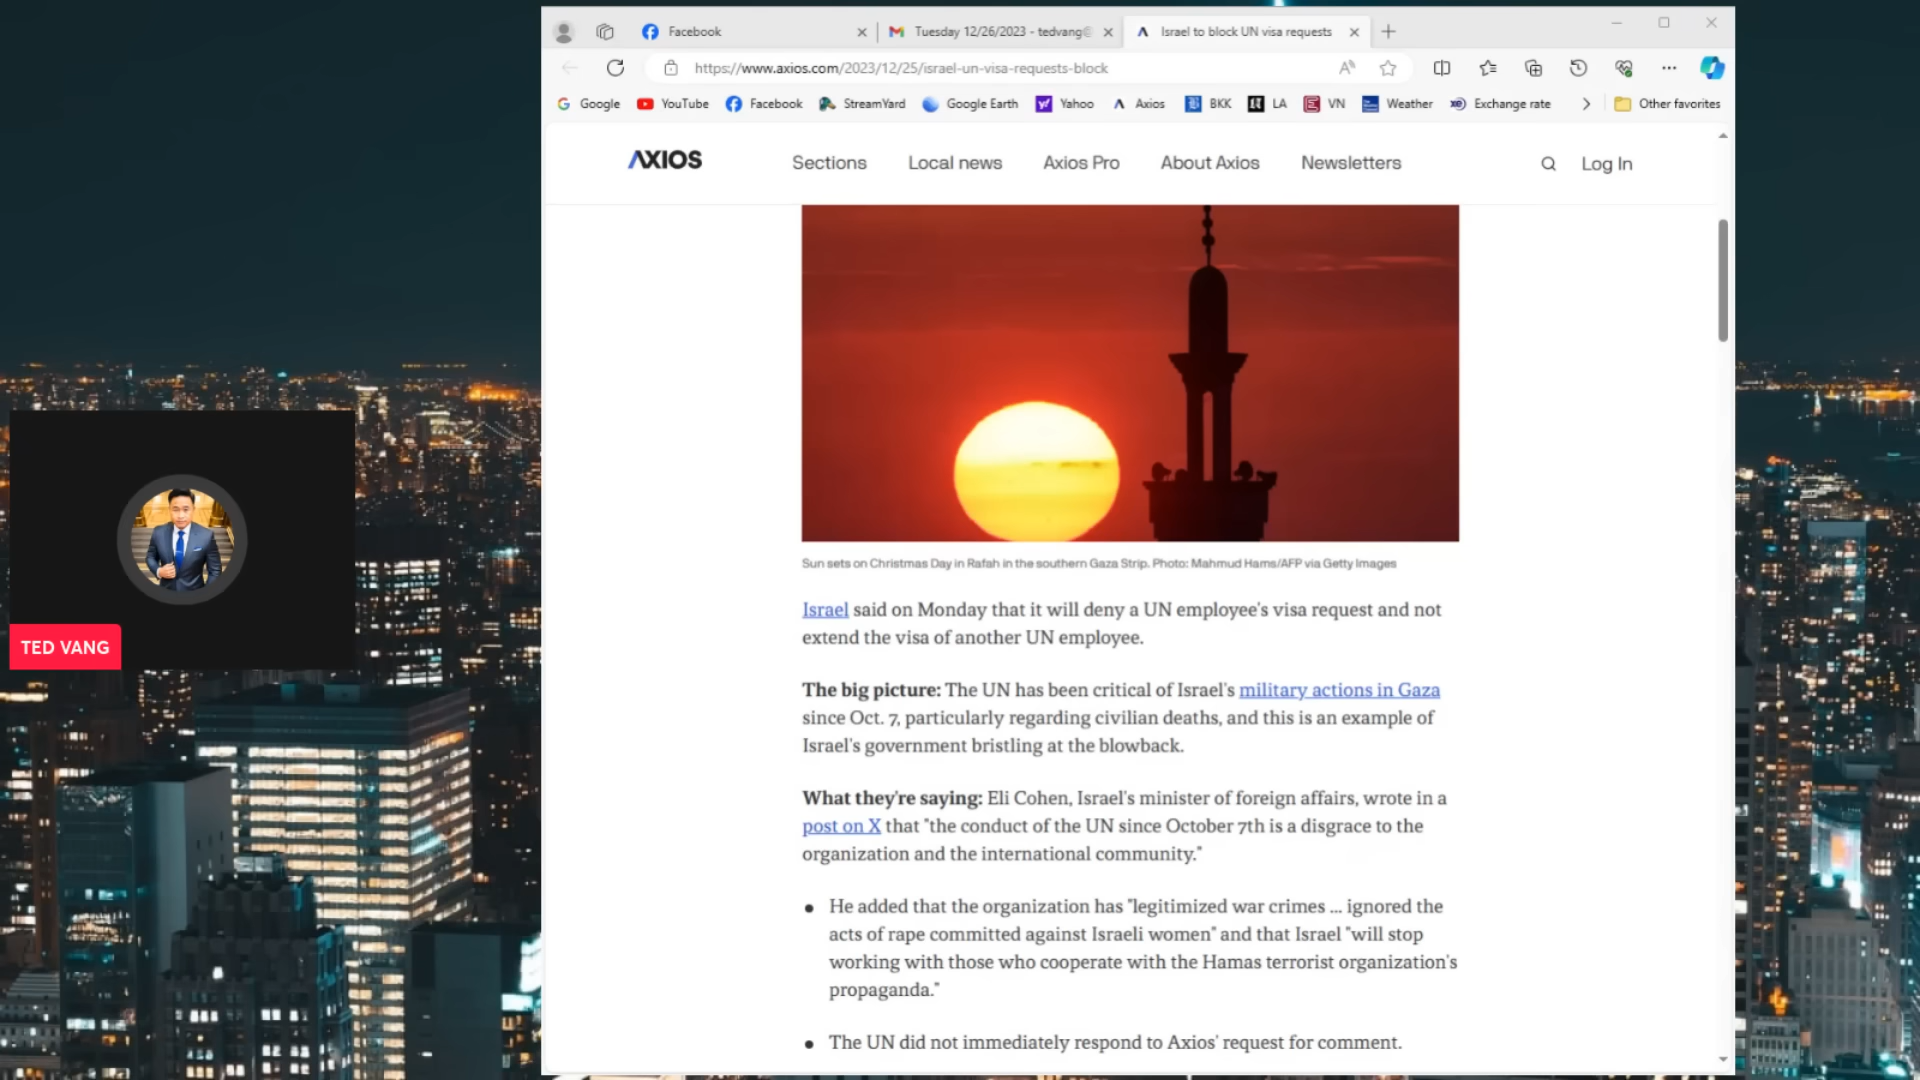 Facebook
Tuesday 12/26/2023 - tedvang@
Israel to block UN visa requests
https://www.axios.com/2023/12/25/israel-un-visa-requests-block
Google YouTube Facebook StreamYard Google Earth Yahoo Axios BKK LA VN Weather Exchange rate Other favorites
AXIOS Sections Local news Axios Pro About Axios Newsletters Log In
Sun sets on Christmas Day in Rafah in the southern Gaza Strip. Photo: Mahmud Hams/AFP via Getty Images
Israel said on Monday that it will deny a UN employee's visa request and not
extend the visa of another UN employee.
The big picture: The UN has been critical of Israel's military actions in Gaza
since Oct. 7, particularly regarding civilian deaths, and this is an example of
Israel's government bristling at the blowback.
What they're saying: Eli Cohen, Israel's minister of foreign affairs, wrote in a
post on X that "the conduct of the UN since October 7th is a disgrace to the
organization and the international community."
• He added that the organization has "legitimized war crimes ... ignored the
acts of rape committed against Israeli women" and that Israel "will stop
working with those who cooperate with the Hamas terrorist organization's
propaganda."
• The UN did not immediately respond to Axios' request for comment.
TED VANG